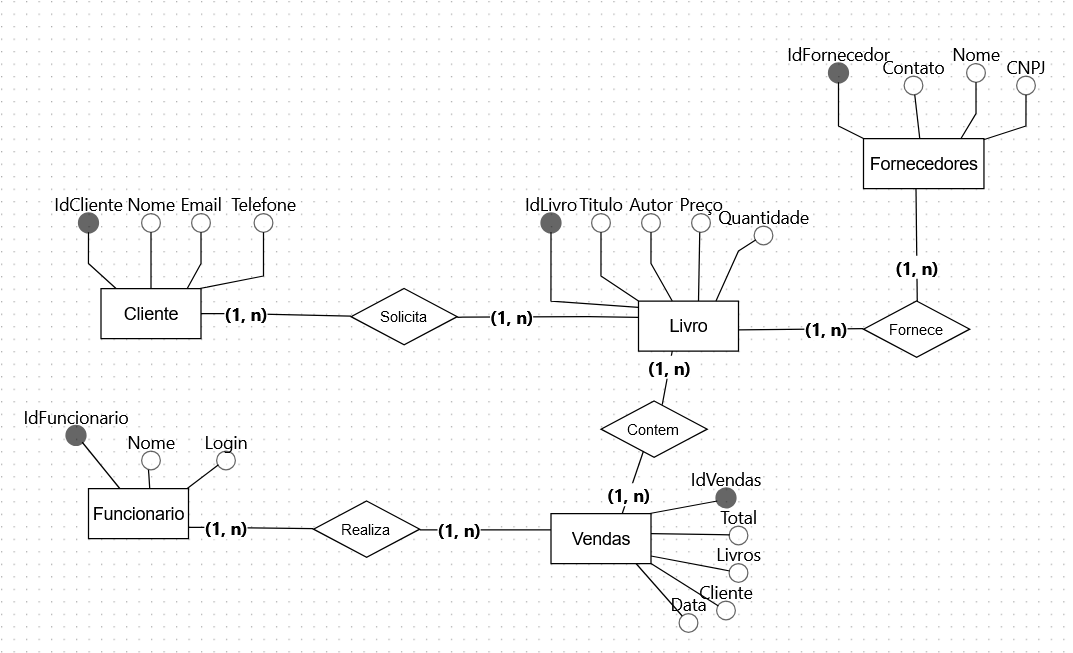 IdFornecedor
Contato
Nome
CNPJ
Fornecedores
(1, n)
Fornece
IdCliente
Nome
Email
Telefone
Cliente
(1, n)
Solicita
(1, n)
IdLivro
Titulo
Autor
Preço
Quantidade
Livro
(1, n)
(1, n)
Contem
(1, n)
IdFuncionario
Nome
Login
Funcionario
(1, n)
Realiza
(1, n)
Vendas
IdVendas
Total
Livros
Cliente
Data